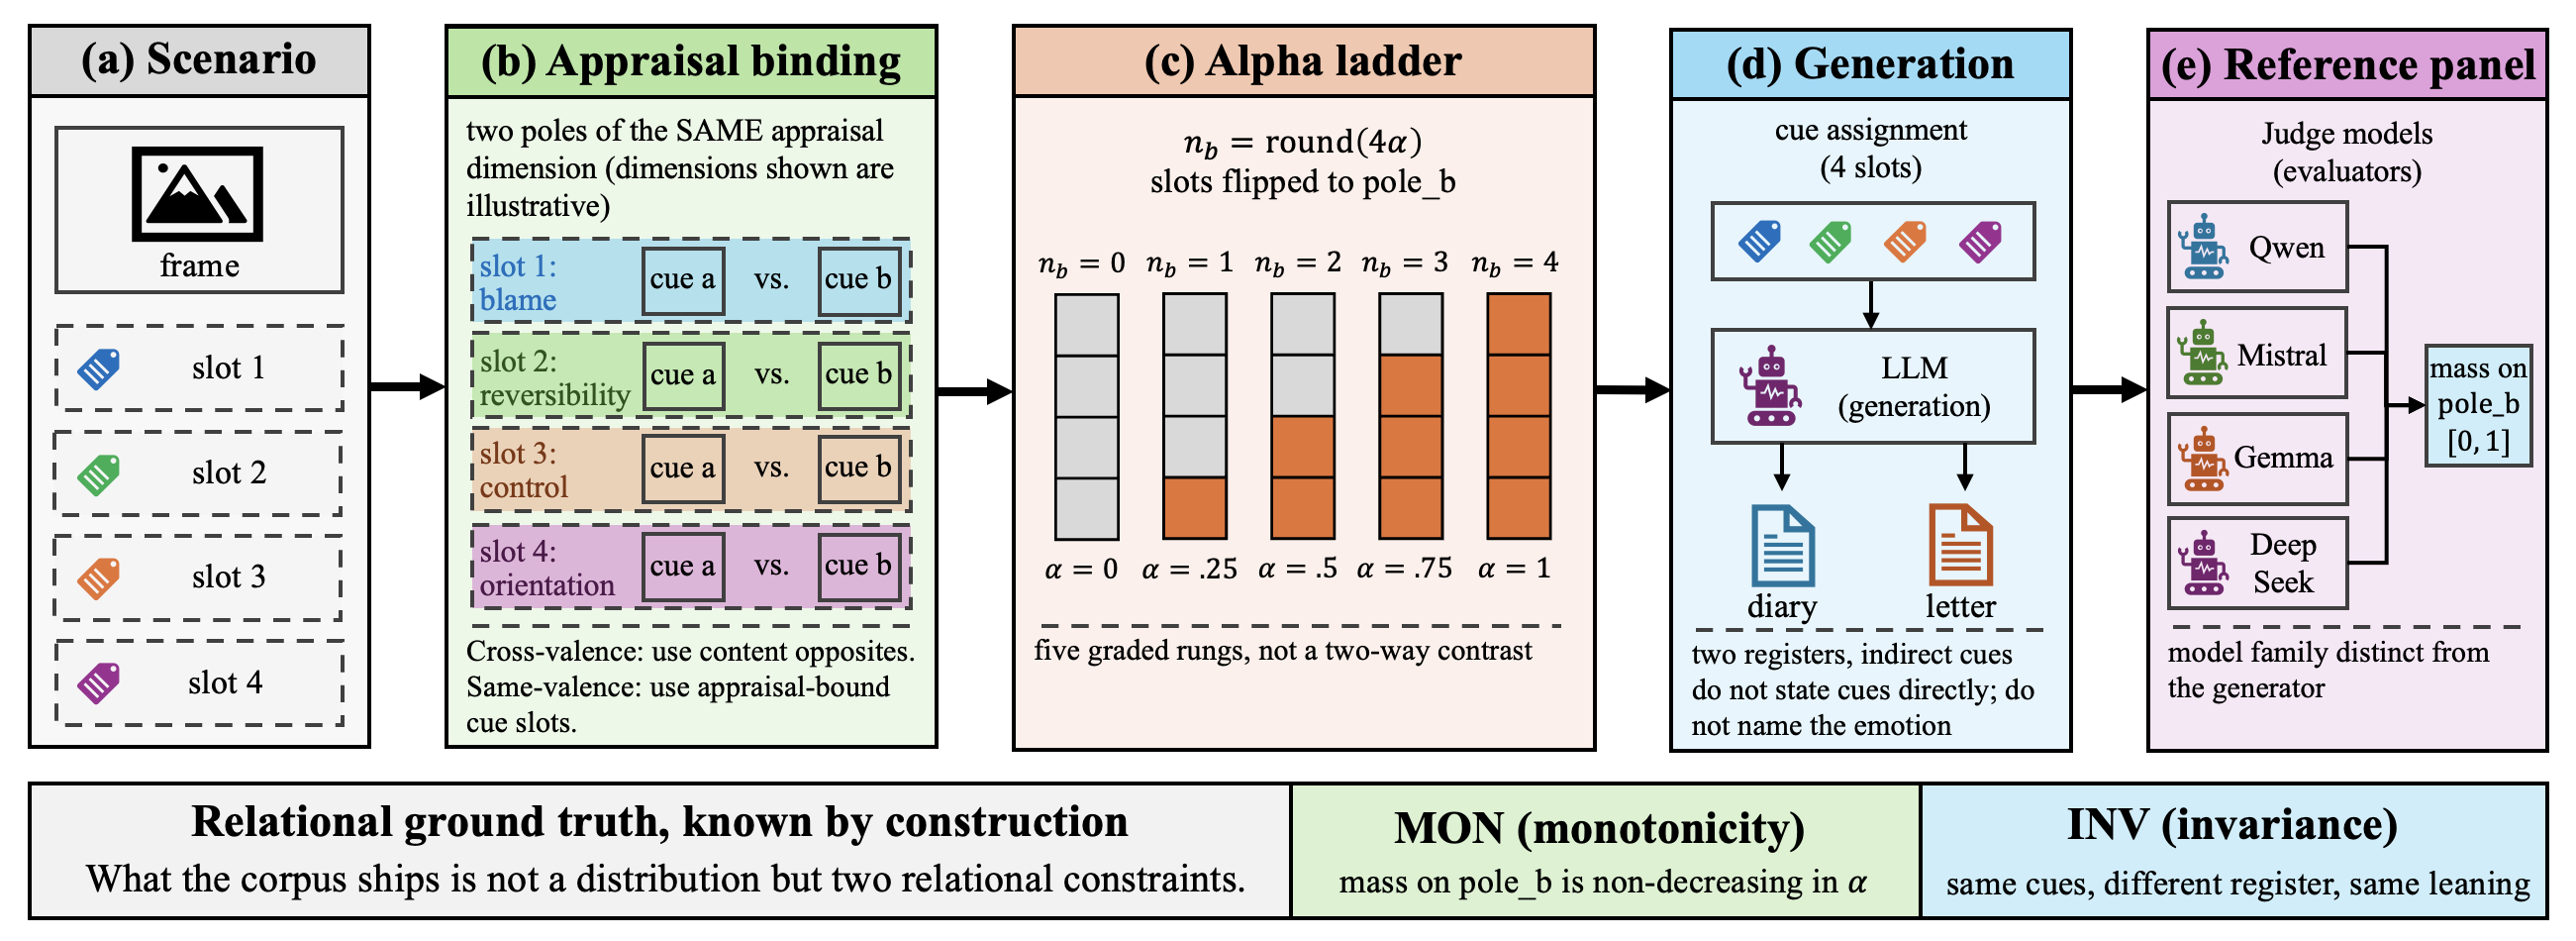 (a) Scenario
frame
slot 1
slot 2
slot 3
slot 4
(b) Appraisal binding
two poles of the SAME appraisal
dimension (dimensions shown are
illustrative)
slot 1:
blame
cue a vs. cue b
slot 2:
reversibility
cue a vs. cue b
slot 3:
control
cue a vs. cue b
slot 4:
orientation
cue a vs. cue b
Cross-valence: use content opposites.
Same-valence: use appraisal-bound
cue slots.
(c) Alpha ladder
n_b = round(4α)
slots flipped to pole_b
n_b = 0 n_b = 1 n_b = 2 n_b = 3 n_b = 4
α = 0 α = .25 α = .5 α = .75 α = 1
five graded rungs, not a two-way contrast
(d) Generation
cue assignment
(4 slots)
LLM
(generation)
diary letter
two registers, indirect cues
do not state cues directly; do
not name the emotion
(e) Reference panel
Judge models
(evaluators)
Qwen
Mistral
Gemma
Deep
Seek
mass on
pole_b
[0, 1]
model family distinct from
the generator
Relational ground truth, known by construction
What the corpus ships is not a distribution but two relational constraints.
MON (monotonicity)
mass on pole_b is non-decreasing in α
INV (invariance)
same cues, different register, same leaning